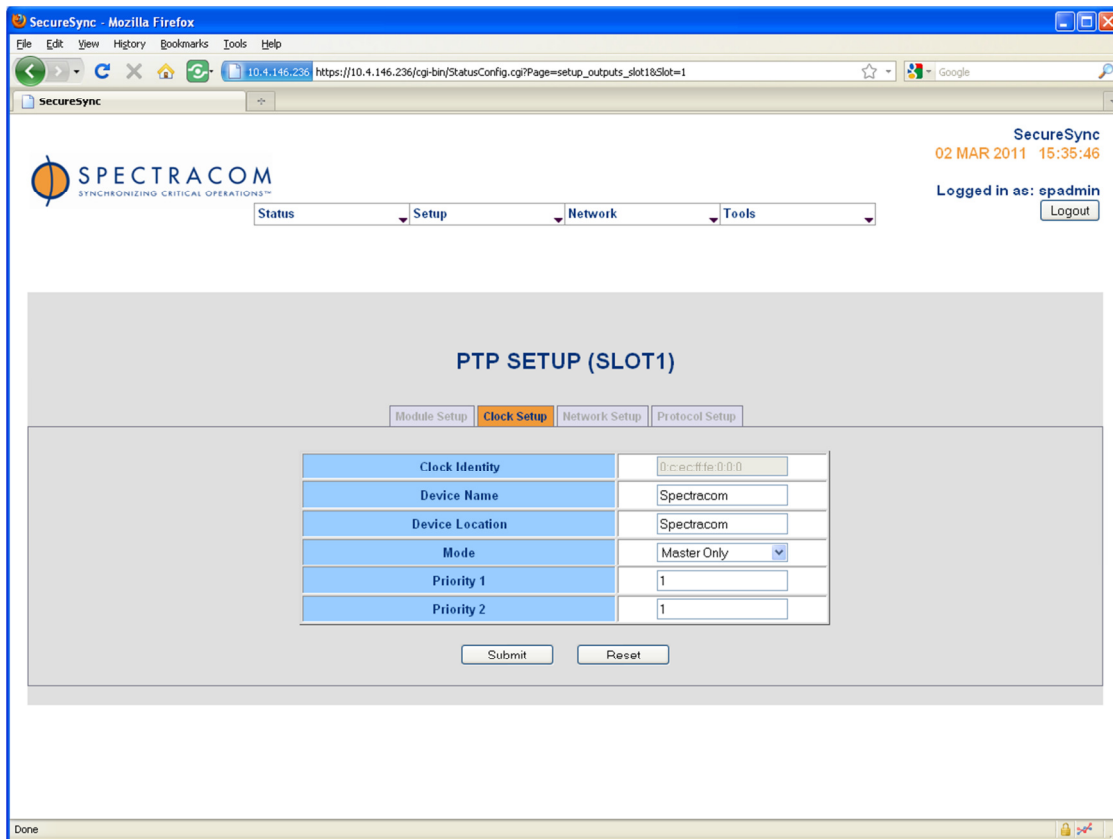 SecureSync - Mozilla Firefox
File Edit View History Bookmarks Tools Help
10.4.146.236 https://10.4.146.236/cgi-bin/StatusConfig.cgi?Page=setup_outputs_slot1&Slot=1
Google
SecureSync
SecureSync
02 MAR 2011 15:35:46
SPECTRACOM
SYNCHRONIZING CRITICAL OPERATIONS™
Logged in as: spadmin
Status Setup Network Tools
Logout
PTP SETUP (SLOT1)
Module Setup Clock Setup Network Setup Protocol Setup
Clock Identity 0:c:ec:ff:fe:0:0:0
Device Name Spectracom
Device Location Spectracom
Mode Master Only
Priority 1 1
Priority 2 1
Submit Reset
Done